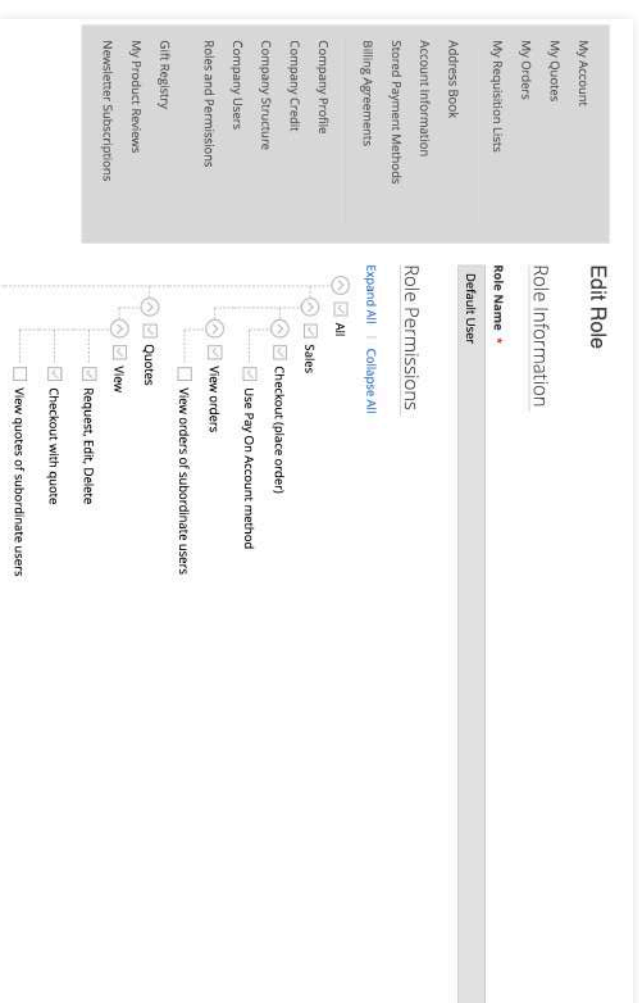 My Account
My Quotes
My Orders
My Requisition Lists
Address Book
Account Information
Stored Payment Methods
Billing Agreements
Company Profile
Company Credit
Company Structure
Company Users
Roles and Permissions
Gift Registry
My Product Reviews
Newsletter Subscriptions
Edit Role
Role Information
Role Name *
Default User
Role Permissions
Expand All | Collapse All
All
Sales
Checkout (place order)
Use Pay On Account method
View orders
View orders of subordinate users
Quotes
View
Request, Edit, Delete
Checkout with quote
View quotes of subordinate users